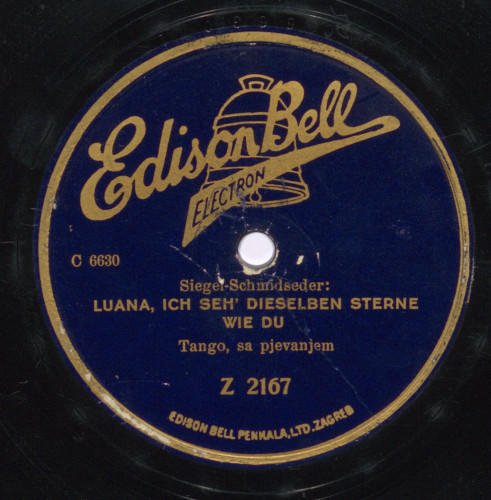 Edison Bell
ELECTRON
C 6630
Siegel-Schmidseder:
LUANA, ICH SEH' DIESELBEN STERNE
WIE DU
Tango, sa pjevanjem
Z 2167
EDISON BELL PENKALA, LTD. ZAGREB